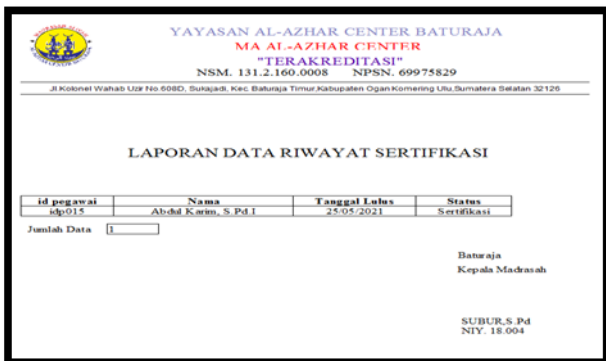 YAYASAN AL-AZHAR CENTER BATURAJA
MA AL-AZHAR CENTER
"TERAKREDITASI"
NSM. 131.2.160.0008 NPSN. 69975829
Jl.Kolonel Wahab Uzir No.608D, Sukajadi, Kec. Baturaja Timur,Kabupaten Ogan Komering Ulu,Sumatera Selatan 32126
LAPORAN DATA RIWAYAT SERTIFIKASI
id pegawai Nama Tanggal Lulus Status
idp015 Abdul Karim, S.Pd.I 25/05/2021 Sertifikasi
Jumlah Data 1
Baturaja
Kepala Madrasah
SUBUR,S.Pd
NIY. 18.004